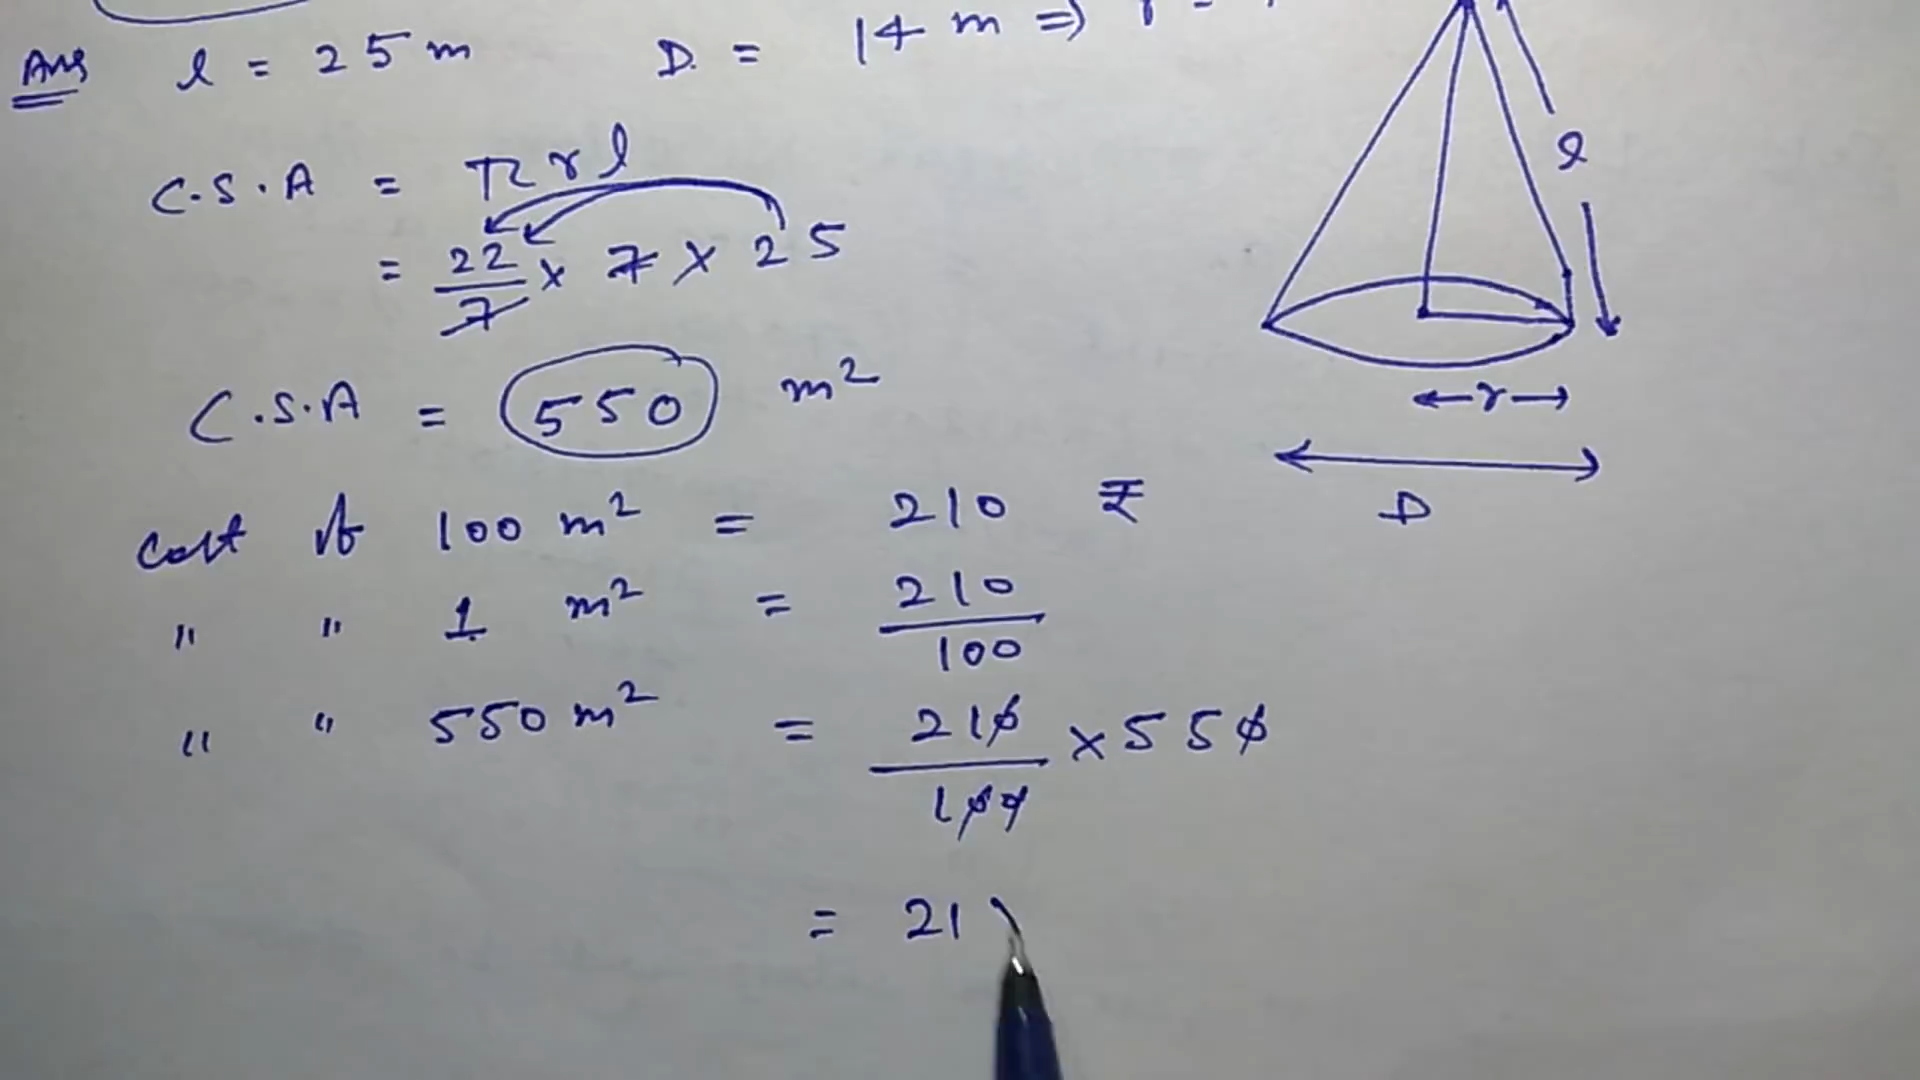 Ans l = 25 m D = 14 m => r =
C.S.A = πrl
= 22/7 × 7 × 25
C.S.A = 550 m²
Cost of 100 m² = 210 ₹
" " 1 m² = 210/100
" " 550 m² = 210/100 × 550
= 21
l
r
D